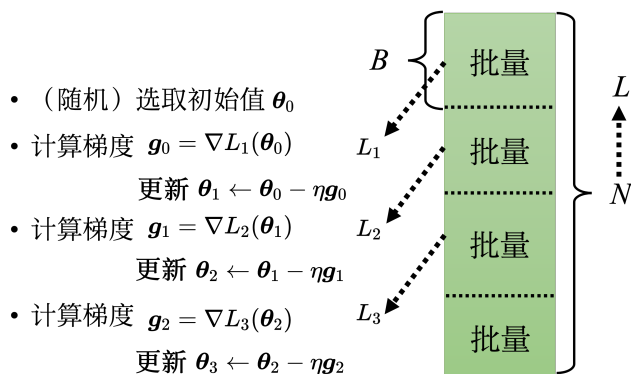 • （随机）选取初始值 θ₀
• 计算梯度 g₀ = ∇L₁(θ₀)
更新 θ₁ ← θ₀ − ηg₀
• 计算梯度 g₁ = ∇L₂(θ₁)
更新 θ₂ ← θ₁ − ηg₁
• 计算梯度 g₂ = ∇L₃(θ₂)
更新 θ₃ ← θ₂ − ηg₂
B
L₁
L₂
L₃
批量
批量
批量
批量
L
N